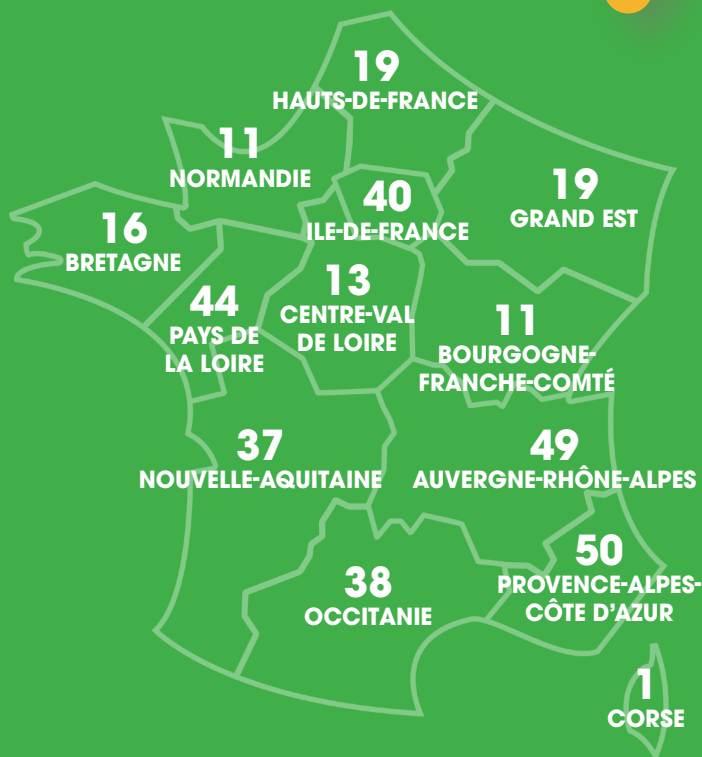 19
HAUTS-DE-FRANCE
11
NORMANDIE
40
ILE-DE-FRANCE
19
GRAND EST
16
BRETAGNE
44
PAYS DE
LA LOIRE
13
CENTRE-VAL
DE LOIRE
11
BOURGOGNE-
FRANCHE-COMTÉ
37
NOUVELLE-AQUITAINE
49
AUVERGNE-RHÔNE-ALPES
38
OCCITANIE
50
PROVENCE-ALPES-
CÔTE D’AZUR
1
CORSE